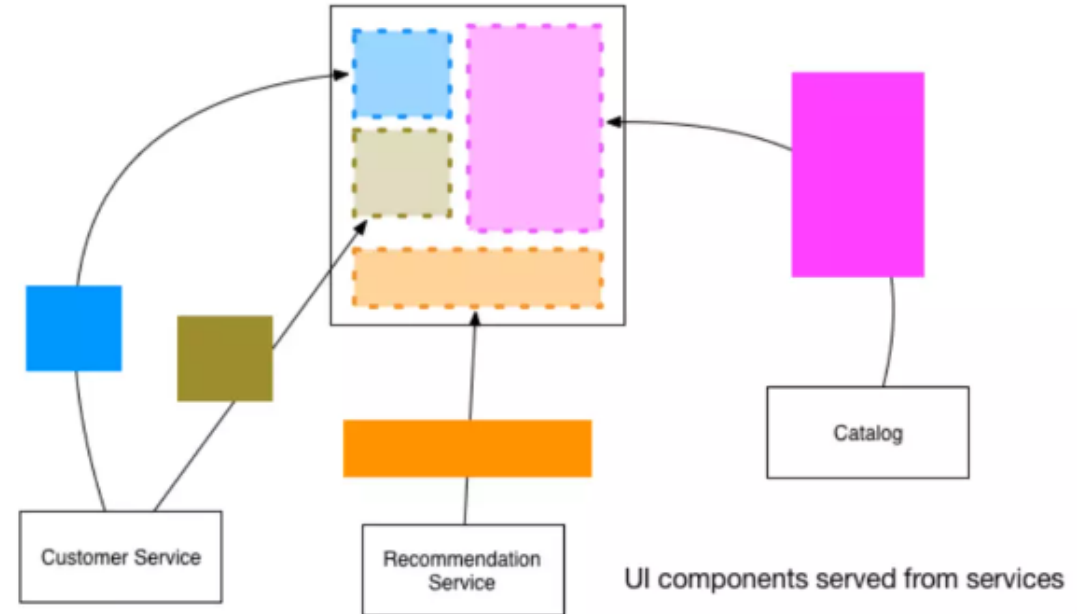 Catalog
Customer Service
Recommendation
Service
UI components served from services